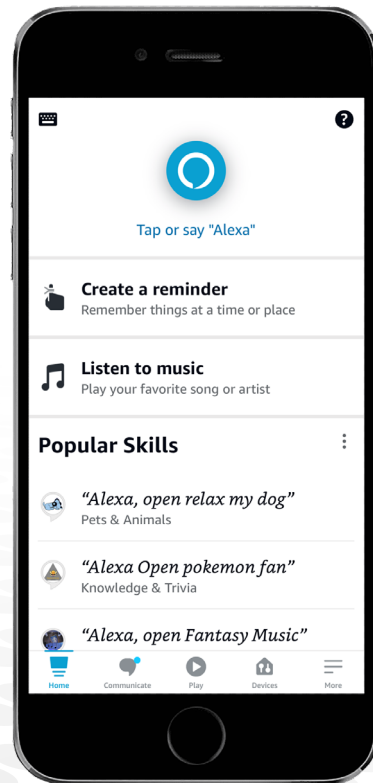 Tap or say "Alexa"
Create a reminder
Remember things at a time or place
Listen to music
Play your favorite song or artist
Popular Skills
“Alexa, open relax my dog”
Pets & Animals
“Alexa Open pokemon fan”
Knowledge & Trivia
“Alexa, open Fantasy Music”
Home Communicate Play Devices More